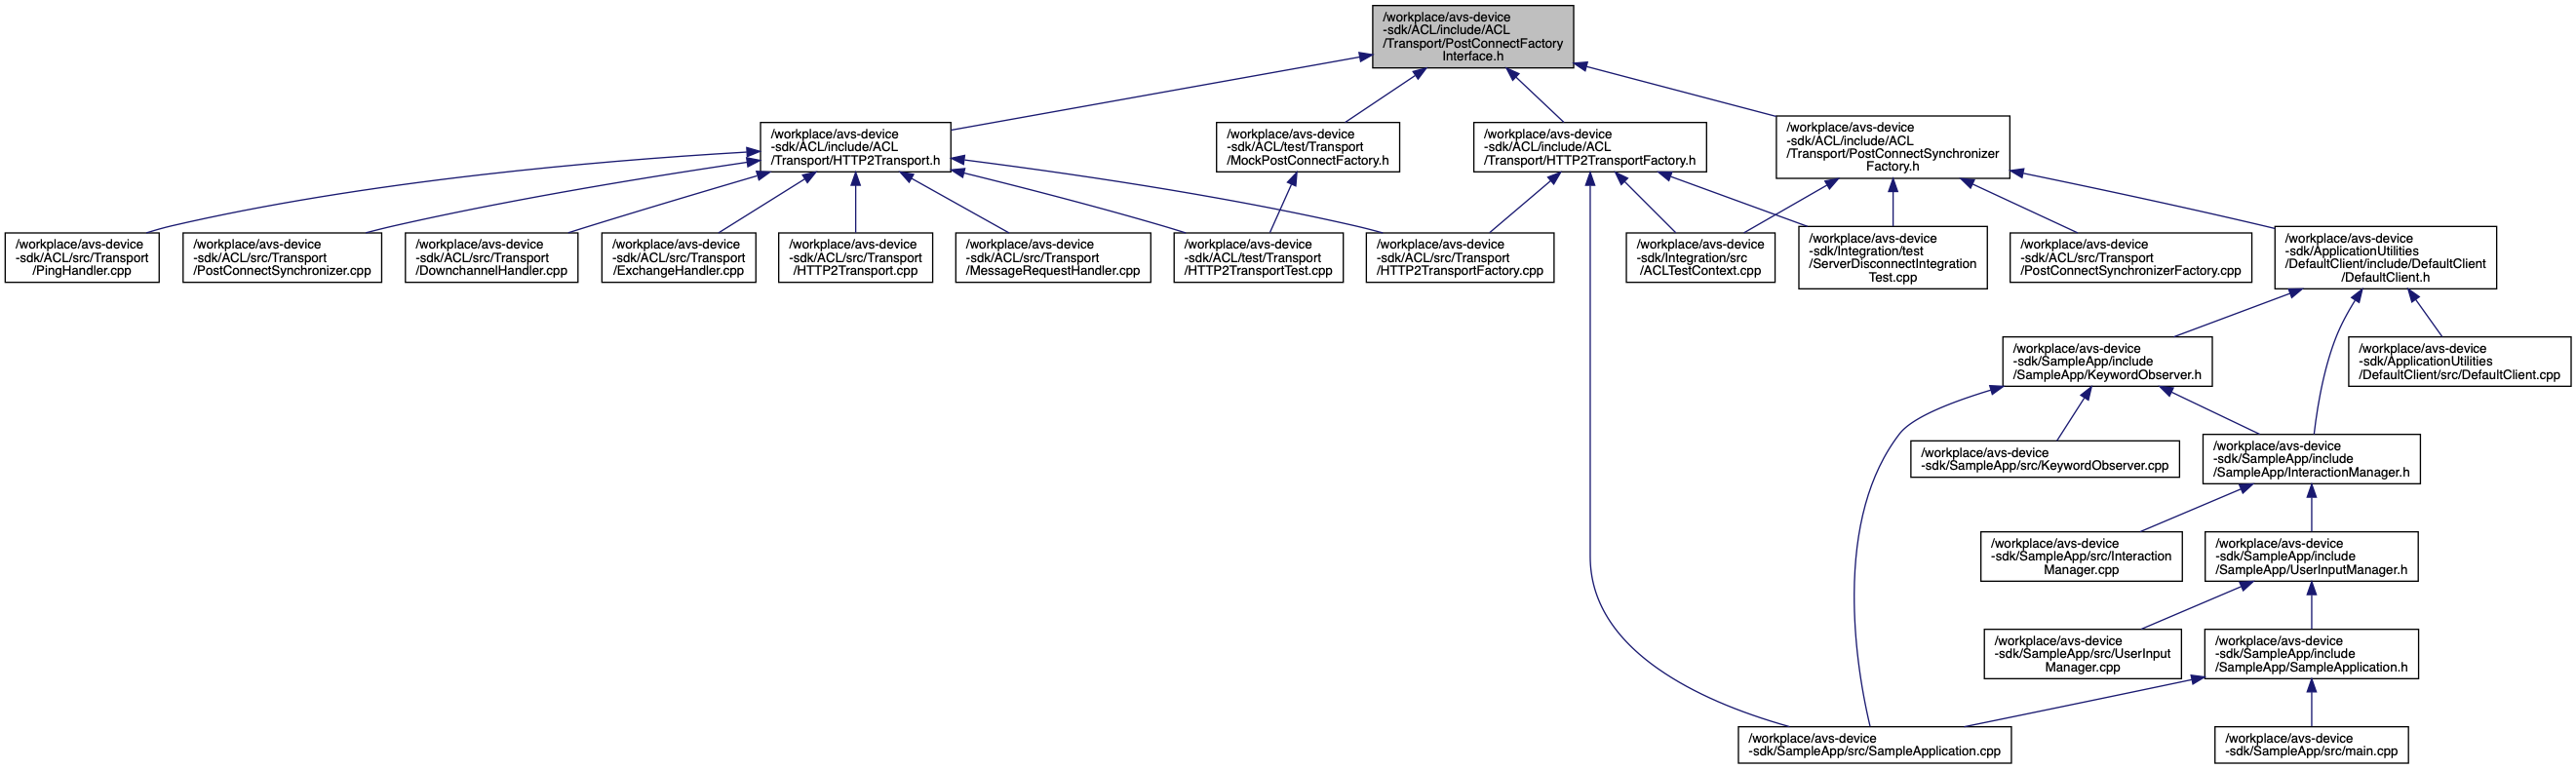 /workplace/avs-device
-sdk/ACL/include/ACL
/Transport/PostConnectFactory
Interface.h
/workplace/avs-device
-sdk/ACL/include/ACL
/Transport/HTTP2Transport.h
/workplace/avs-device
-sdk/ACL/test/Transport
/MockPostConnectFactory.h
/workplace/avs-device
-sdk/ACL/include/ACL
/Transport/HTTP2TransportFactory.h
/workplace/avs-device
-sdk/ACL/include/ACL
/Transport/PostConnectSynchronizer
Factory.h
/workplace/avs-device
-sdk/ACL/src/Transport
/PingHandler.cpp
/workplace/avs-device
-sdk/ACL/src/Transport
/PostConnectSynchronizer.cpp
/workplace/avs-device
-sdk/ACL/src/Transport
/DownchannelHandler.cpp
/workplace/avs-device
-sdk/ACL/src/Transport
/ExchangeHandler.cpp
/workplace/avs-device
-sdk/ACL/src/Transport
/HTTP2Transport.cpp
/workplace/avs-device
-sdk/ACL/src/Transport
/MessageRequestHandler.cpp
/workplace/avs-device
-sdk/ACL/test/Transport
/HTTP2TransportTest.cpp
/workplace/avs-device
-sdk/ACL/src/Transport
/HTTP2TransportFactory.cpp
/workplace/avs-device
-sdk/Integration/src
/ACLTestContext.cpp
/workplace/avs-device
-sdk/Integration/test
/ServerDisconnectIntegration
Test.cpp
/workplace/avs-device
-sdk/ACL/src/Transport
/PostConnectSynchronizerFactory.cpp
/workplace/avs-device
-sdk/ApplicationUtilities
/DefaultClient/include/DefaultClient
/DefaultClient.h
/workplace/avs-device
-sdk/SampleApp/include
/SampleApp/KeywordObserver.h
/workplace/avs-device
-sdk/ApplicationUtilities
/DefaultClient/src/DefaultClient.cpp
/workplace/avs-device
-sdk/SampleApp/src/KeywordObserver.cpp
/workplace/avs-device
-sdk/SampleApp/include
/SampleApp/InteractionManager.h
/workplace/avs-device
-sdk/SampleApp/src/Interaction
Manager.cpp
/workplace/avs-device
-sdk/SampleApp/include
/SampleApp/UserInputManager.h
/workplace/avs-device
-sdk/SampleApp/src/UserInput
Manager.cpp
/workplace/avs-device
-sdk/SampleApp/include
/SampleApp/SampleApplication.h
/workplace/avs-device
-sdk/SampleApp/src/SampleApplication.cpp
/workplace/avs-device
-sdk/SampleApp/src/main.cpp